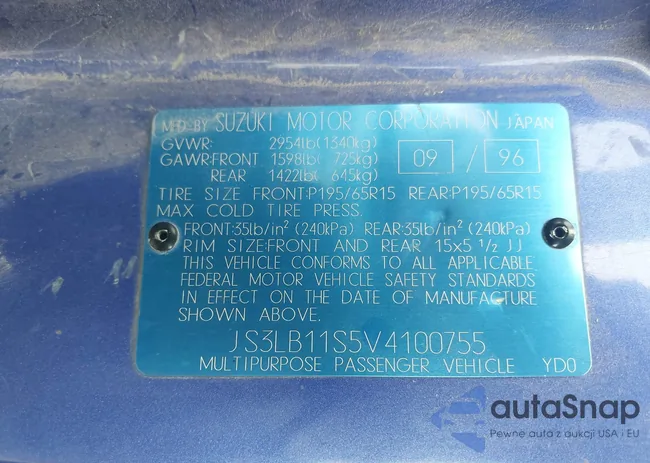 MFD BY SUZUKI MOTOR CORPORATION JAPAN
GVWR: 2954lb(1340kg)
GAWR:FRONT 1598lb( 725kg) 09 / 96
REAR 1422lb( 645kg)
TIRE SIZE FRONT:P195/65R15 REAR:P195/65R15
MAX COLD TIRE PRESS.
FRONT:35lb/in² (240kPa) REAR:35lb/in² (240kPa)
RIM SIZE:FRONT AND REAR 15x5 1/2 JJ
THIS VEHICLE CONFORMS TO ALL APPLICABLE
FEDERAL MOTOR VEHICLE SAFETY STANDARDS
IN EFFECT ON THE DATE OF MANUFACTURE
SHOWN ABOVE.
JS3LB11S5V4100755
MULTIPURPOSE PASSENGER VEHICLE YD0
autaSnap
Pewne auta z aukcji USA i EU